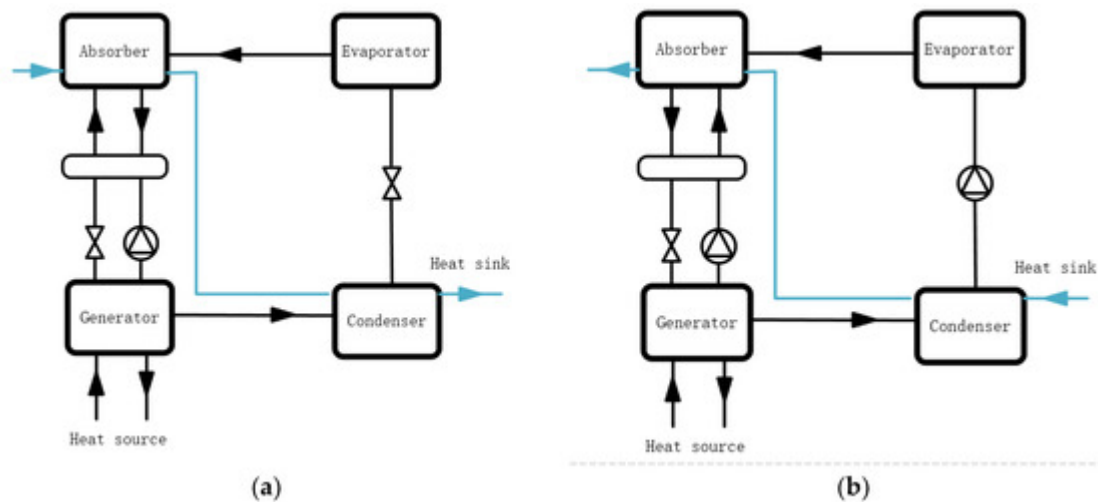 Absorber
Evaporator
Heat sink
Generator
Condenser
Heat source
(a)
Absorber
Evaporator
Heat sink
Generator
Condenser
Heat source
(b)